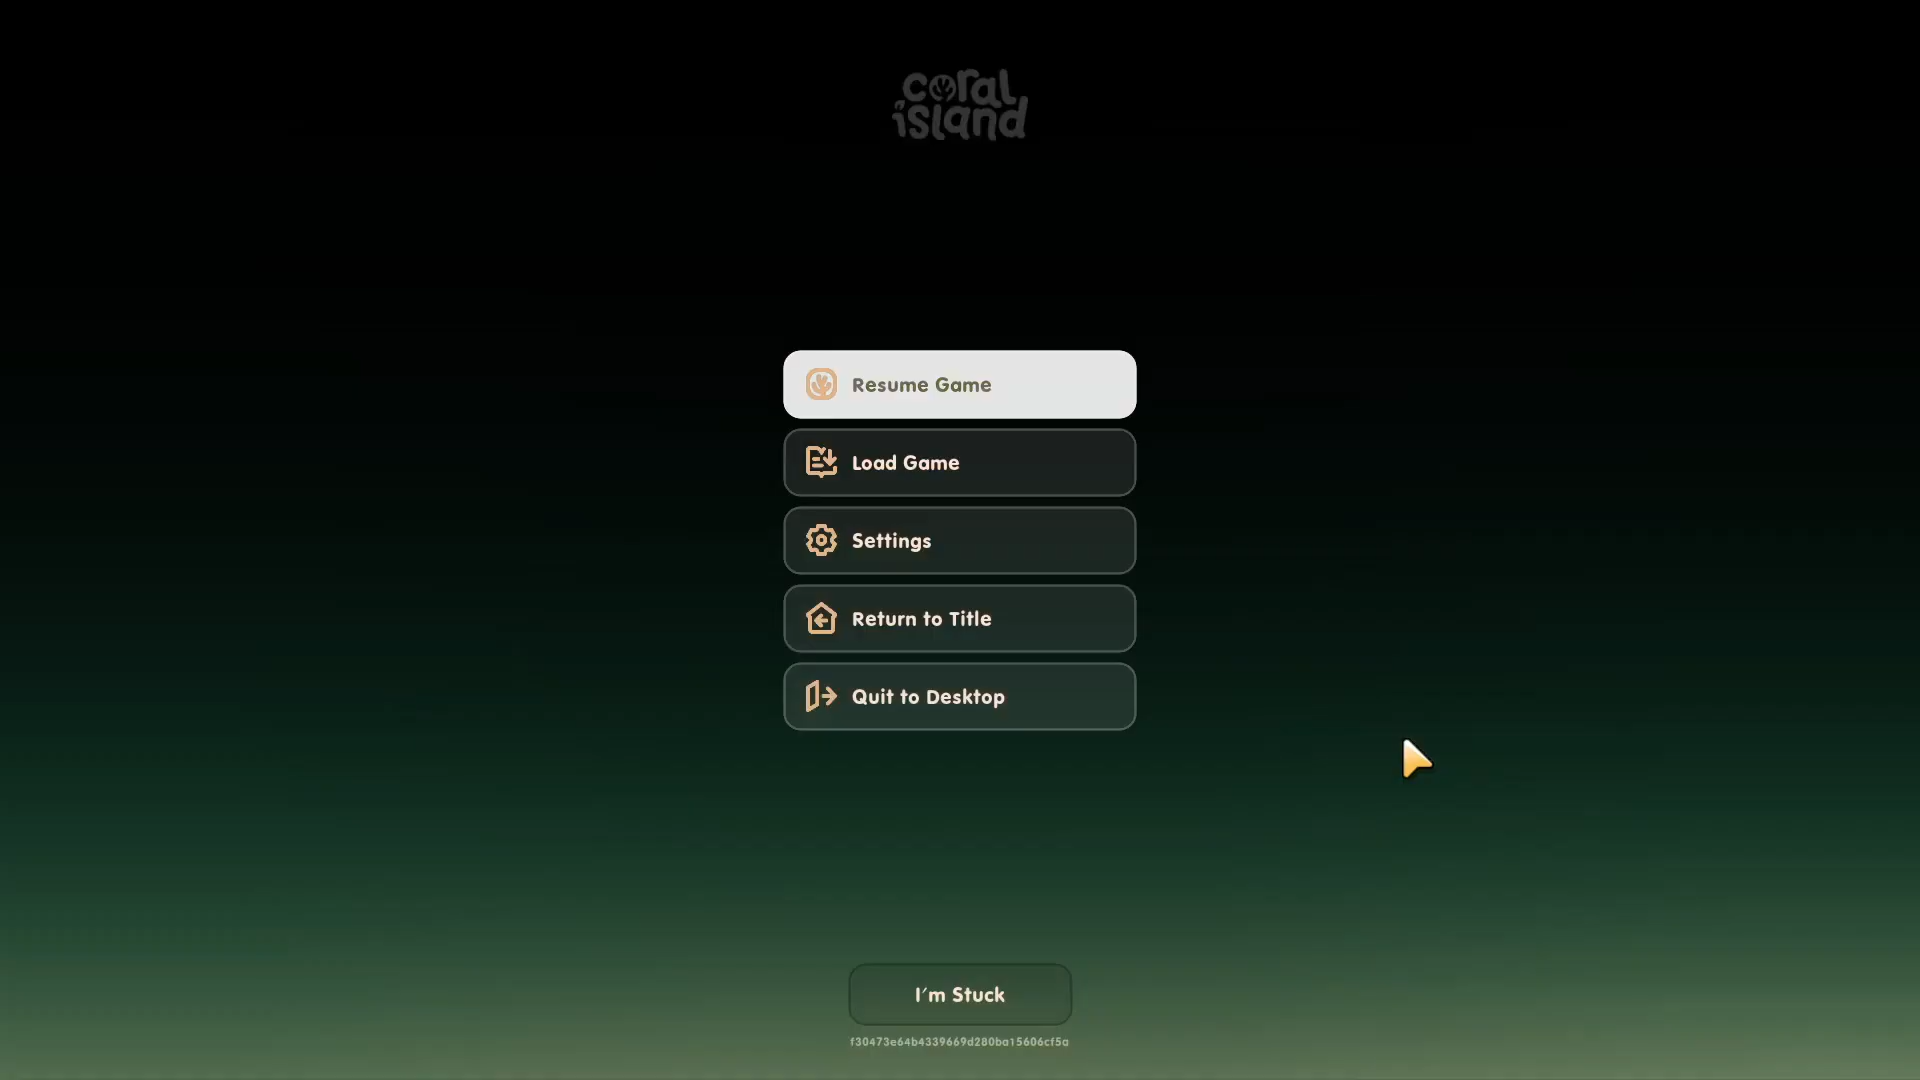 coral
island
Resume Game
Load Game
Settings
Return to Title
Quit to Desktop
I'm Stuck
f30473e64b4339669d280ba15606cf5a